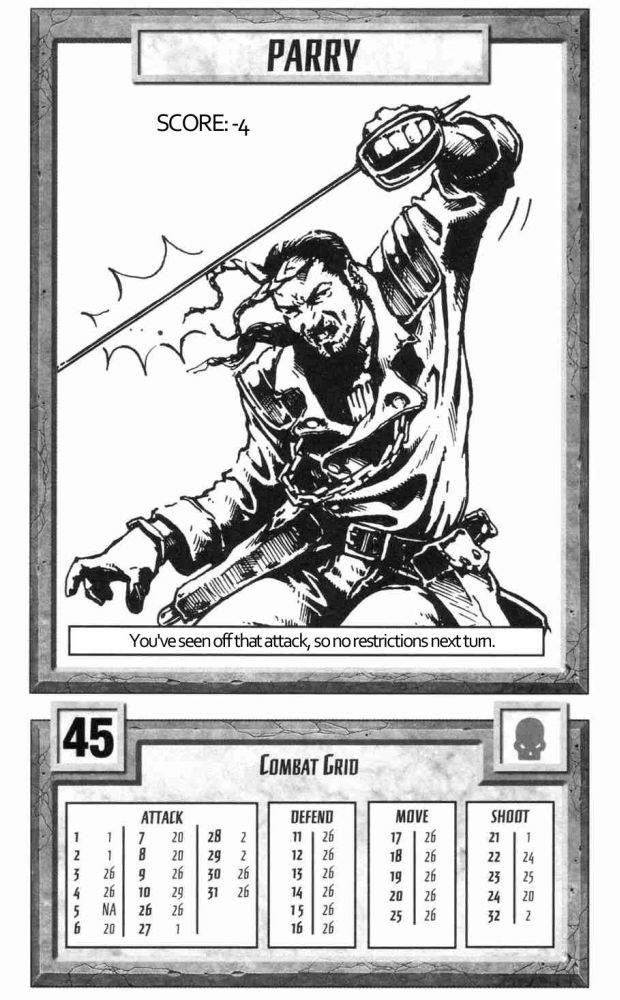 PARRY
SCORE: -4
You've seen off that attack, so no restrictions next turn.
45
COMBAT GRID
ATTACK
1 1 7 20 28 2
2 1 8 20 29 2
3 26 9 26 30 26
4 26 10 29 31 26
5 NA 26 26
6 20 27 1
DEFEND
11 26
12 26
13 26
14 26
15 26
16 26
MOVE
17 26
18 26
19 26
20 26
25 26
SHOOT
21 1
22 24
23 25
24 20
32 2